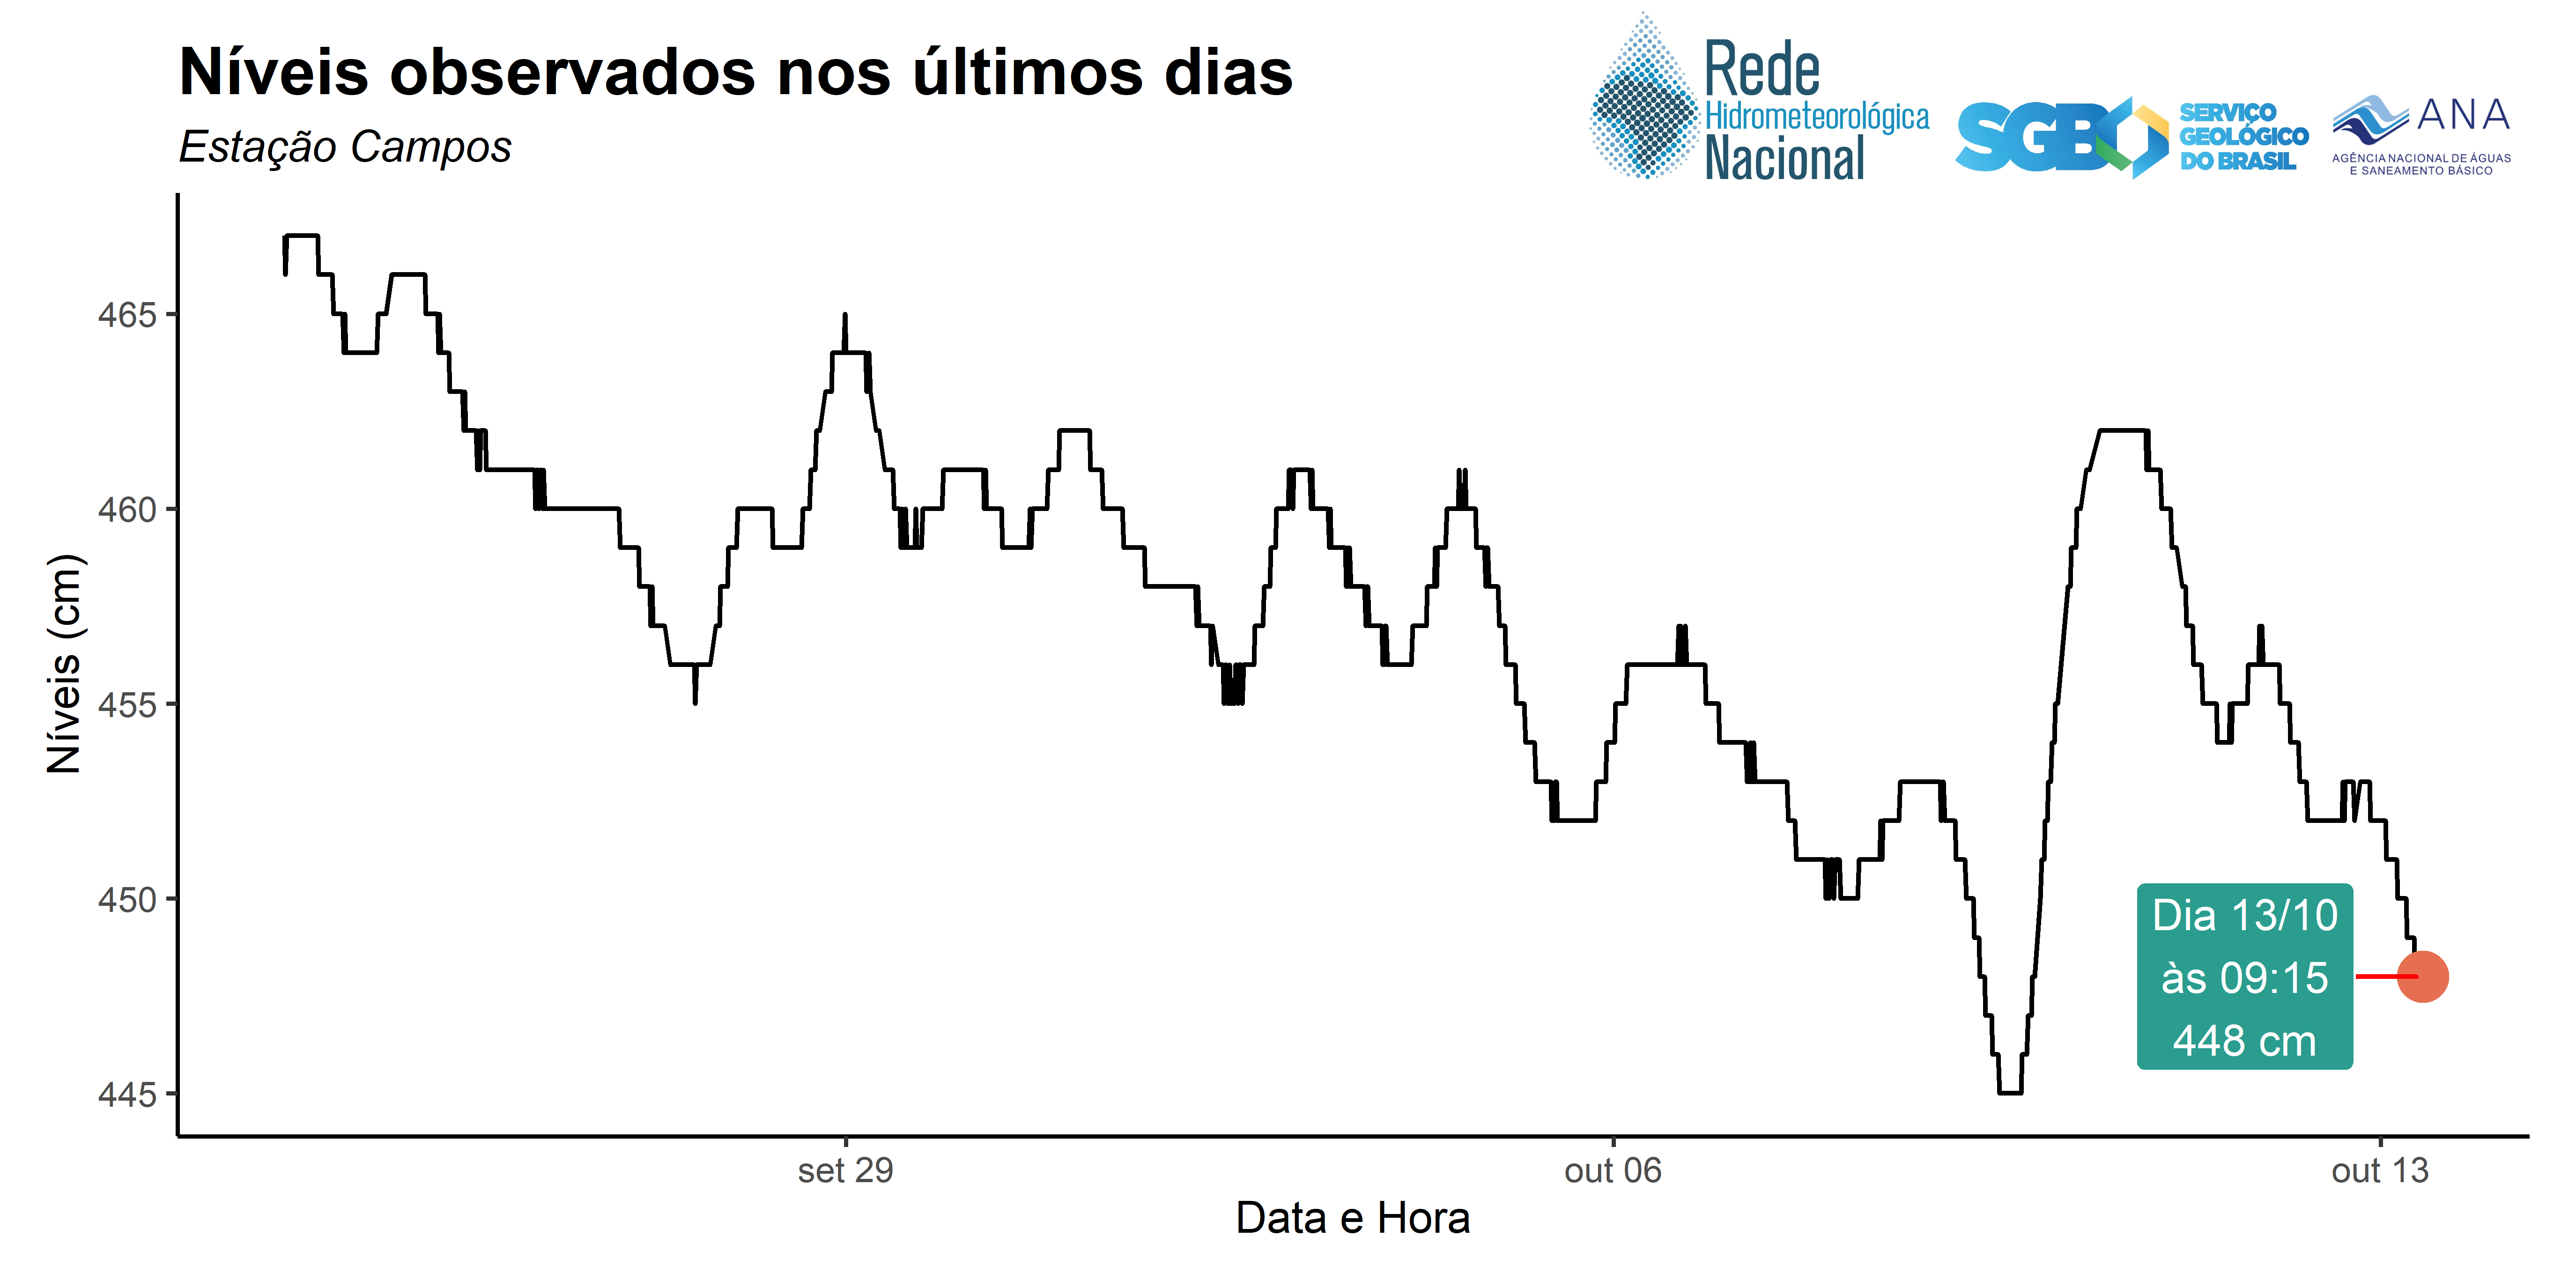 Níveis observados nos últimos dias
Estação Campos
Rede
Hidrometeorológica
Nacional
SGB
SERVIÇO
GEOLÓGICO
DO BRASIL
ANA
AGÊNCIA NACIONAL DE ÁGUAS
E SANEAMENTO BÁSICO
Níveis (cm)
465
460
455
450
445
Dia 13/10
às 09:15
448 cm
set 29
out 06
out 13
Data e Hora